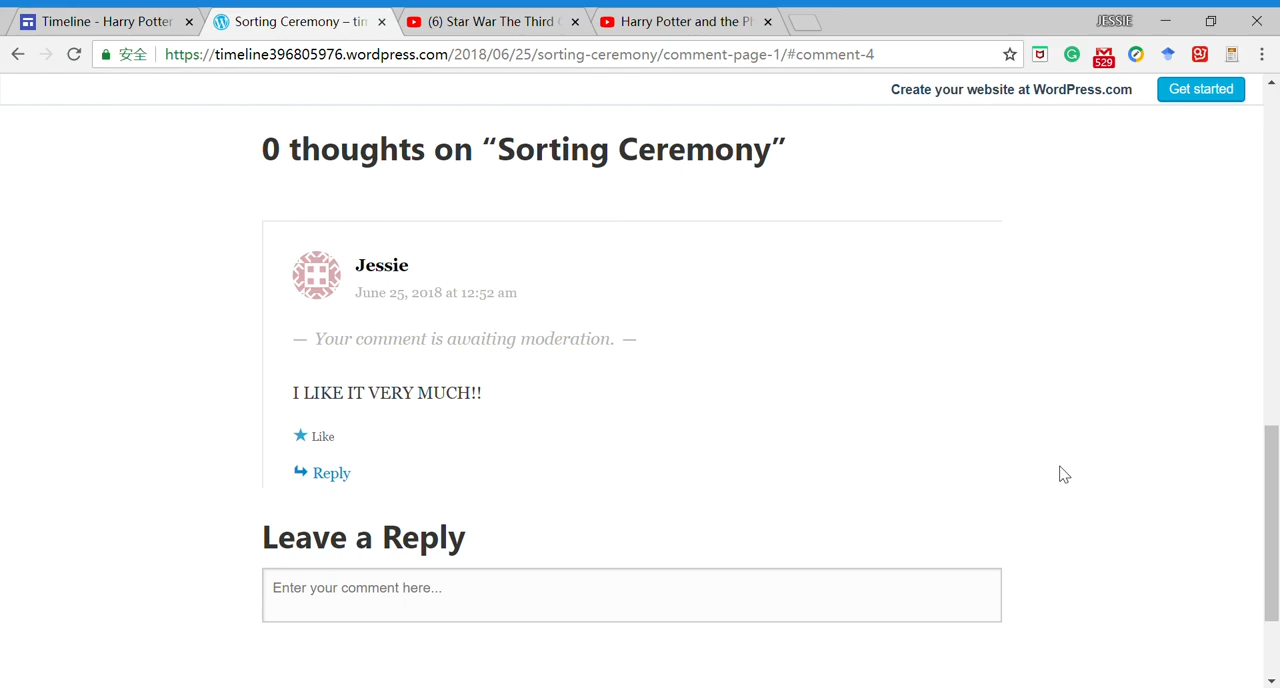 Timeline - Harry Potter
Sorting Ceremony – tim
(6) Star War The Third
Harry Potter and the Ph
JESSIE
安全
https://timeline396805976.wordpress.com/2018/06/25/sorting-ceremony/comment-page-1/#comment-4
529
Create your website at WordPress.com
Get started
0 thoughts on “Sorting Ceremony”
Jessie
June 25, 2018 at 12:52 am
— Your comment is awaiting moderation. —
I LIKE IT VERY MUCH!!
Like
Reply
Leave a Reply
Enter your comment here...